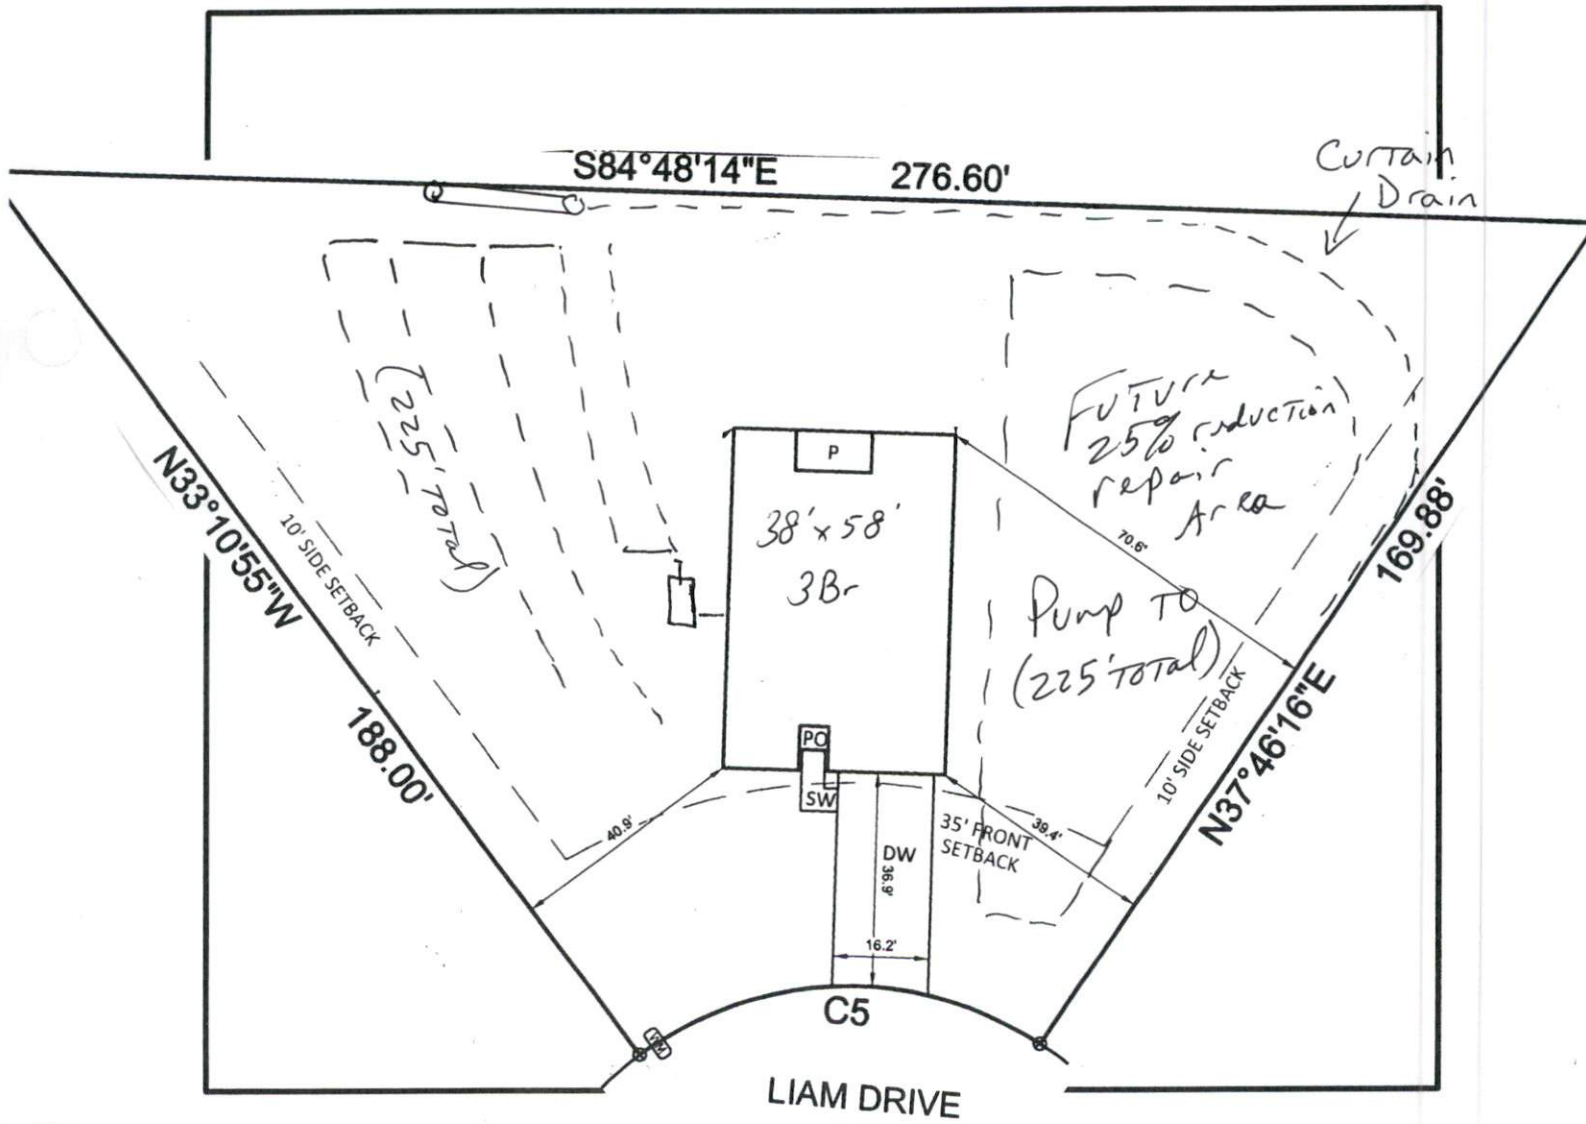 S84°48'14"E 276.60'
Curtain
Drain
N33°10'55"W
188.00'
10' SIDE SETBACK
(225' Total)
P
38' x 58'
3Br
Future
25% reduction
repair
Area
70.6'
Pump To
(225' Total)
169.88'
N37°46'16"E
10' SIDE SETBACK
PO
SW
40.9'
35' FRONT
SETBACK
39.4'
DW
36.9'
16.2'
C5
WM
LIAM DRIVE